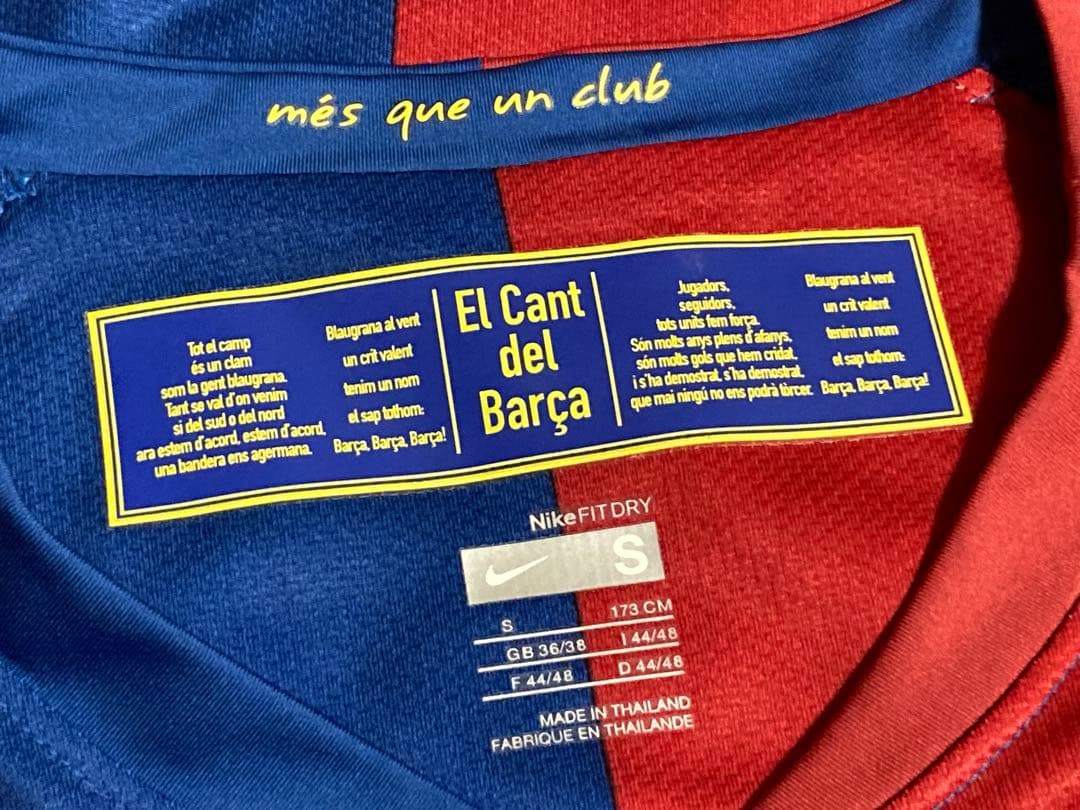 més que un club
Tot el camp
és un clam
som la gent blaugrana.
Tant se val d'on venim
si del sud o del nord
ara estem d'acord, estem d'acord,
una bandera ens agermana.
Blaugrana al vent
un crit valent
tenim un nom
el sap tothom:
Barça, Barça, Barça!
El Cant
del
Barça
Jugadors,
seguidors,
tots units fem força.
Són molts anys plens d'afanys,
són molts gols que hem cridat.
i s'ha demostrat, s'ha demostrat,
que mai ningú no ens podrà tòrcer.
Blaugrana al vent
un crit valent
tenim un nom
el sap tothom:
Barça, Barça, Barça!
NikeFIT DRY
S
S 173 CM
GB 36/38 I 44/48
F 44/48 D 44/48
MADE IN THAILAND
FABRIQUE EN THAILANDE